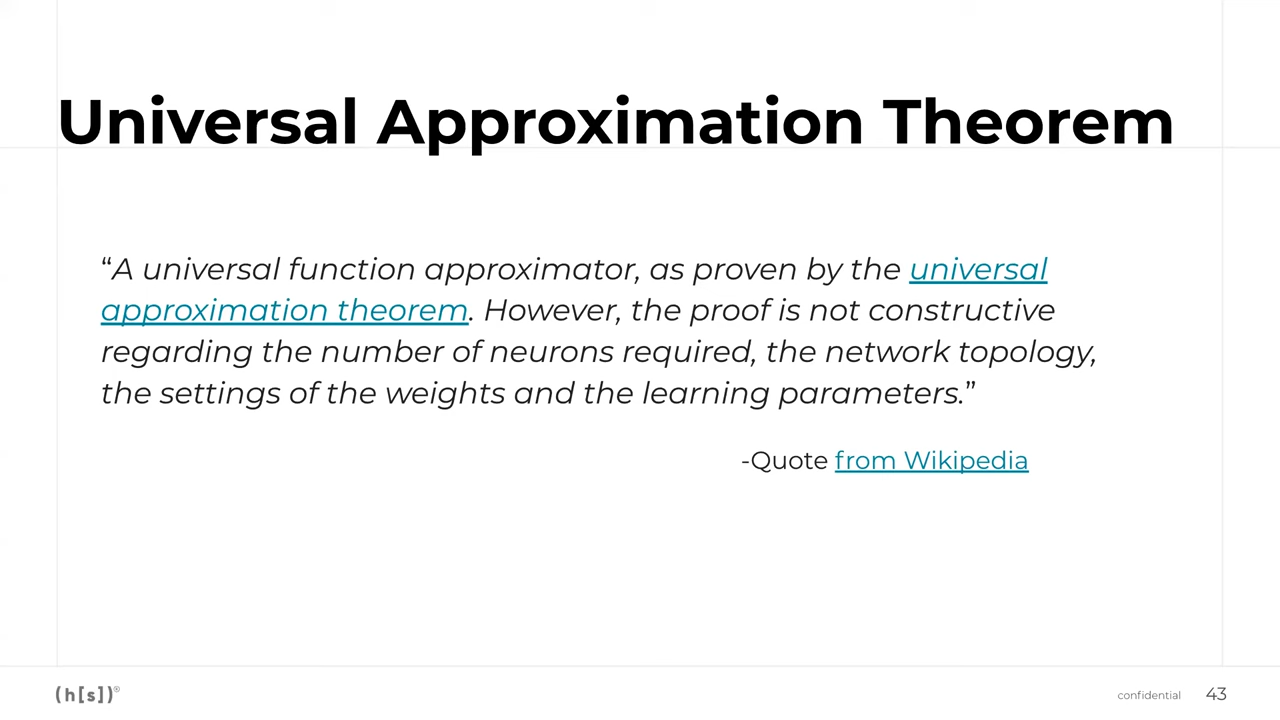 Universal Approximation Theorem
“A universal function approximator, as proven by the universal
approximation theorem. However, the proof is not constructive
regarding the number of neurons required, the network topology,
the settings of the weights and the learning parameters.”
-Quote from Wikipedia
(h[s])®
confidential
43